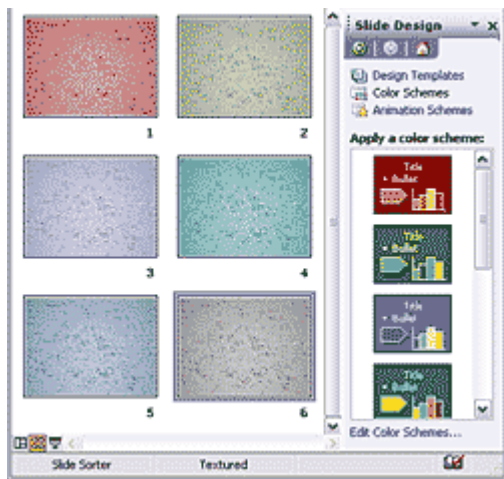 Slide Design
Design Templates
Color Schemes
Animation Schemes
Apply a color scheme:
Title
• Bullet
Title
• Bullet
Title
• Bullet
Title
• Bullet
1
2
3
4
5
6
Edit Color Schemes...
Slide Sorter
Textured